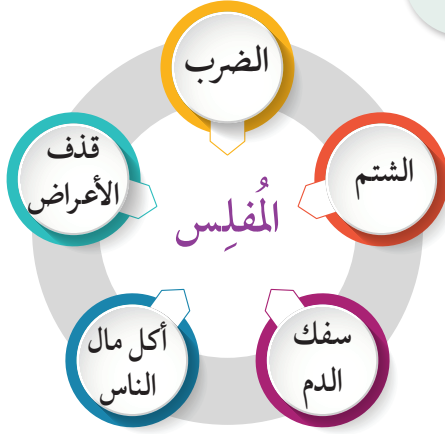 الضرب
الشتم
قذف
الأعراض
المُفلِس
سفك
الدم
أكل مال
الناس